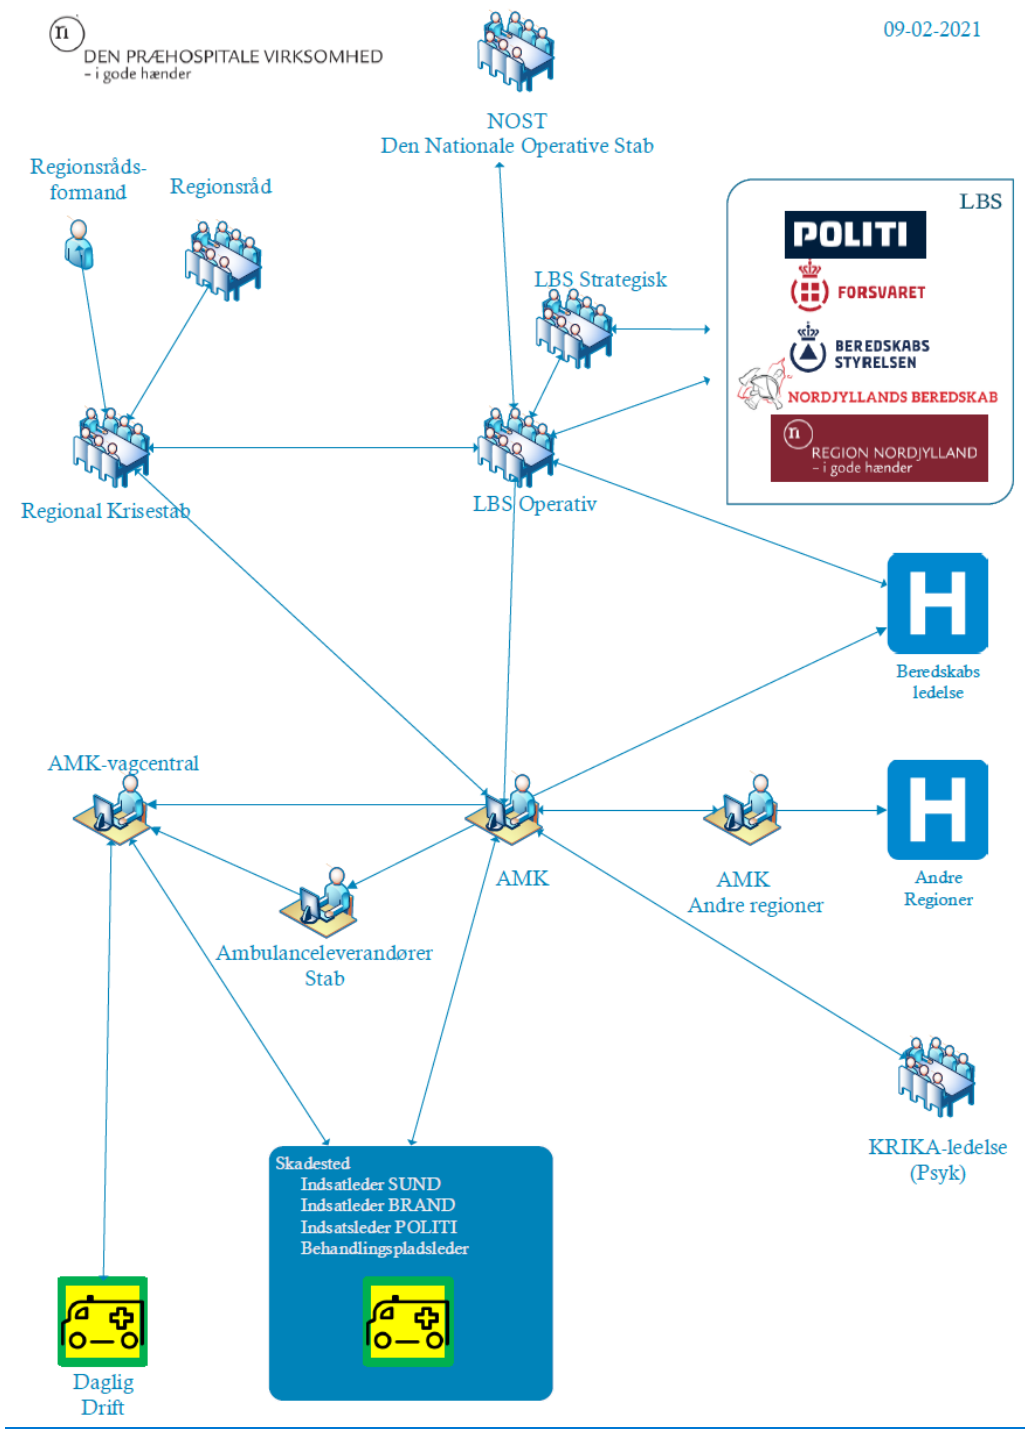 DEN PRÆHOSPITALE VIRKSOMHED
– i gode hænder
09-02-2021
NOST
Den Nationale Operative Stab
Regionsråds-
formand
Regionsråd
LBS
POLITI
FORSVARET
BEREDSKABS
STYRELSEN
NORDJYLLANDS BEREDSKAB
REGION NORDJYLLAND
– i gode hænder
LBS Strategisk
Regional Krisestab
LBS Operativ
H
Beredskabs
ledelse
AMK-vagcentral
AMK
AMK
Andre regioner
H
Andre
Regioner
Ambulanceleverandører
Stab
KRIKA-ledelse
(Psyk)
Skadested
Indsatleder SUND
Indsatleder BRAND
Indsatsleder POLITI
Behandlingspladsleder
Daglig
Drift